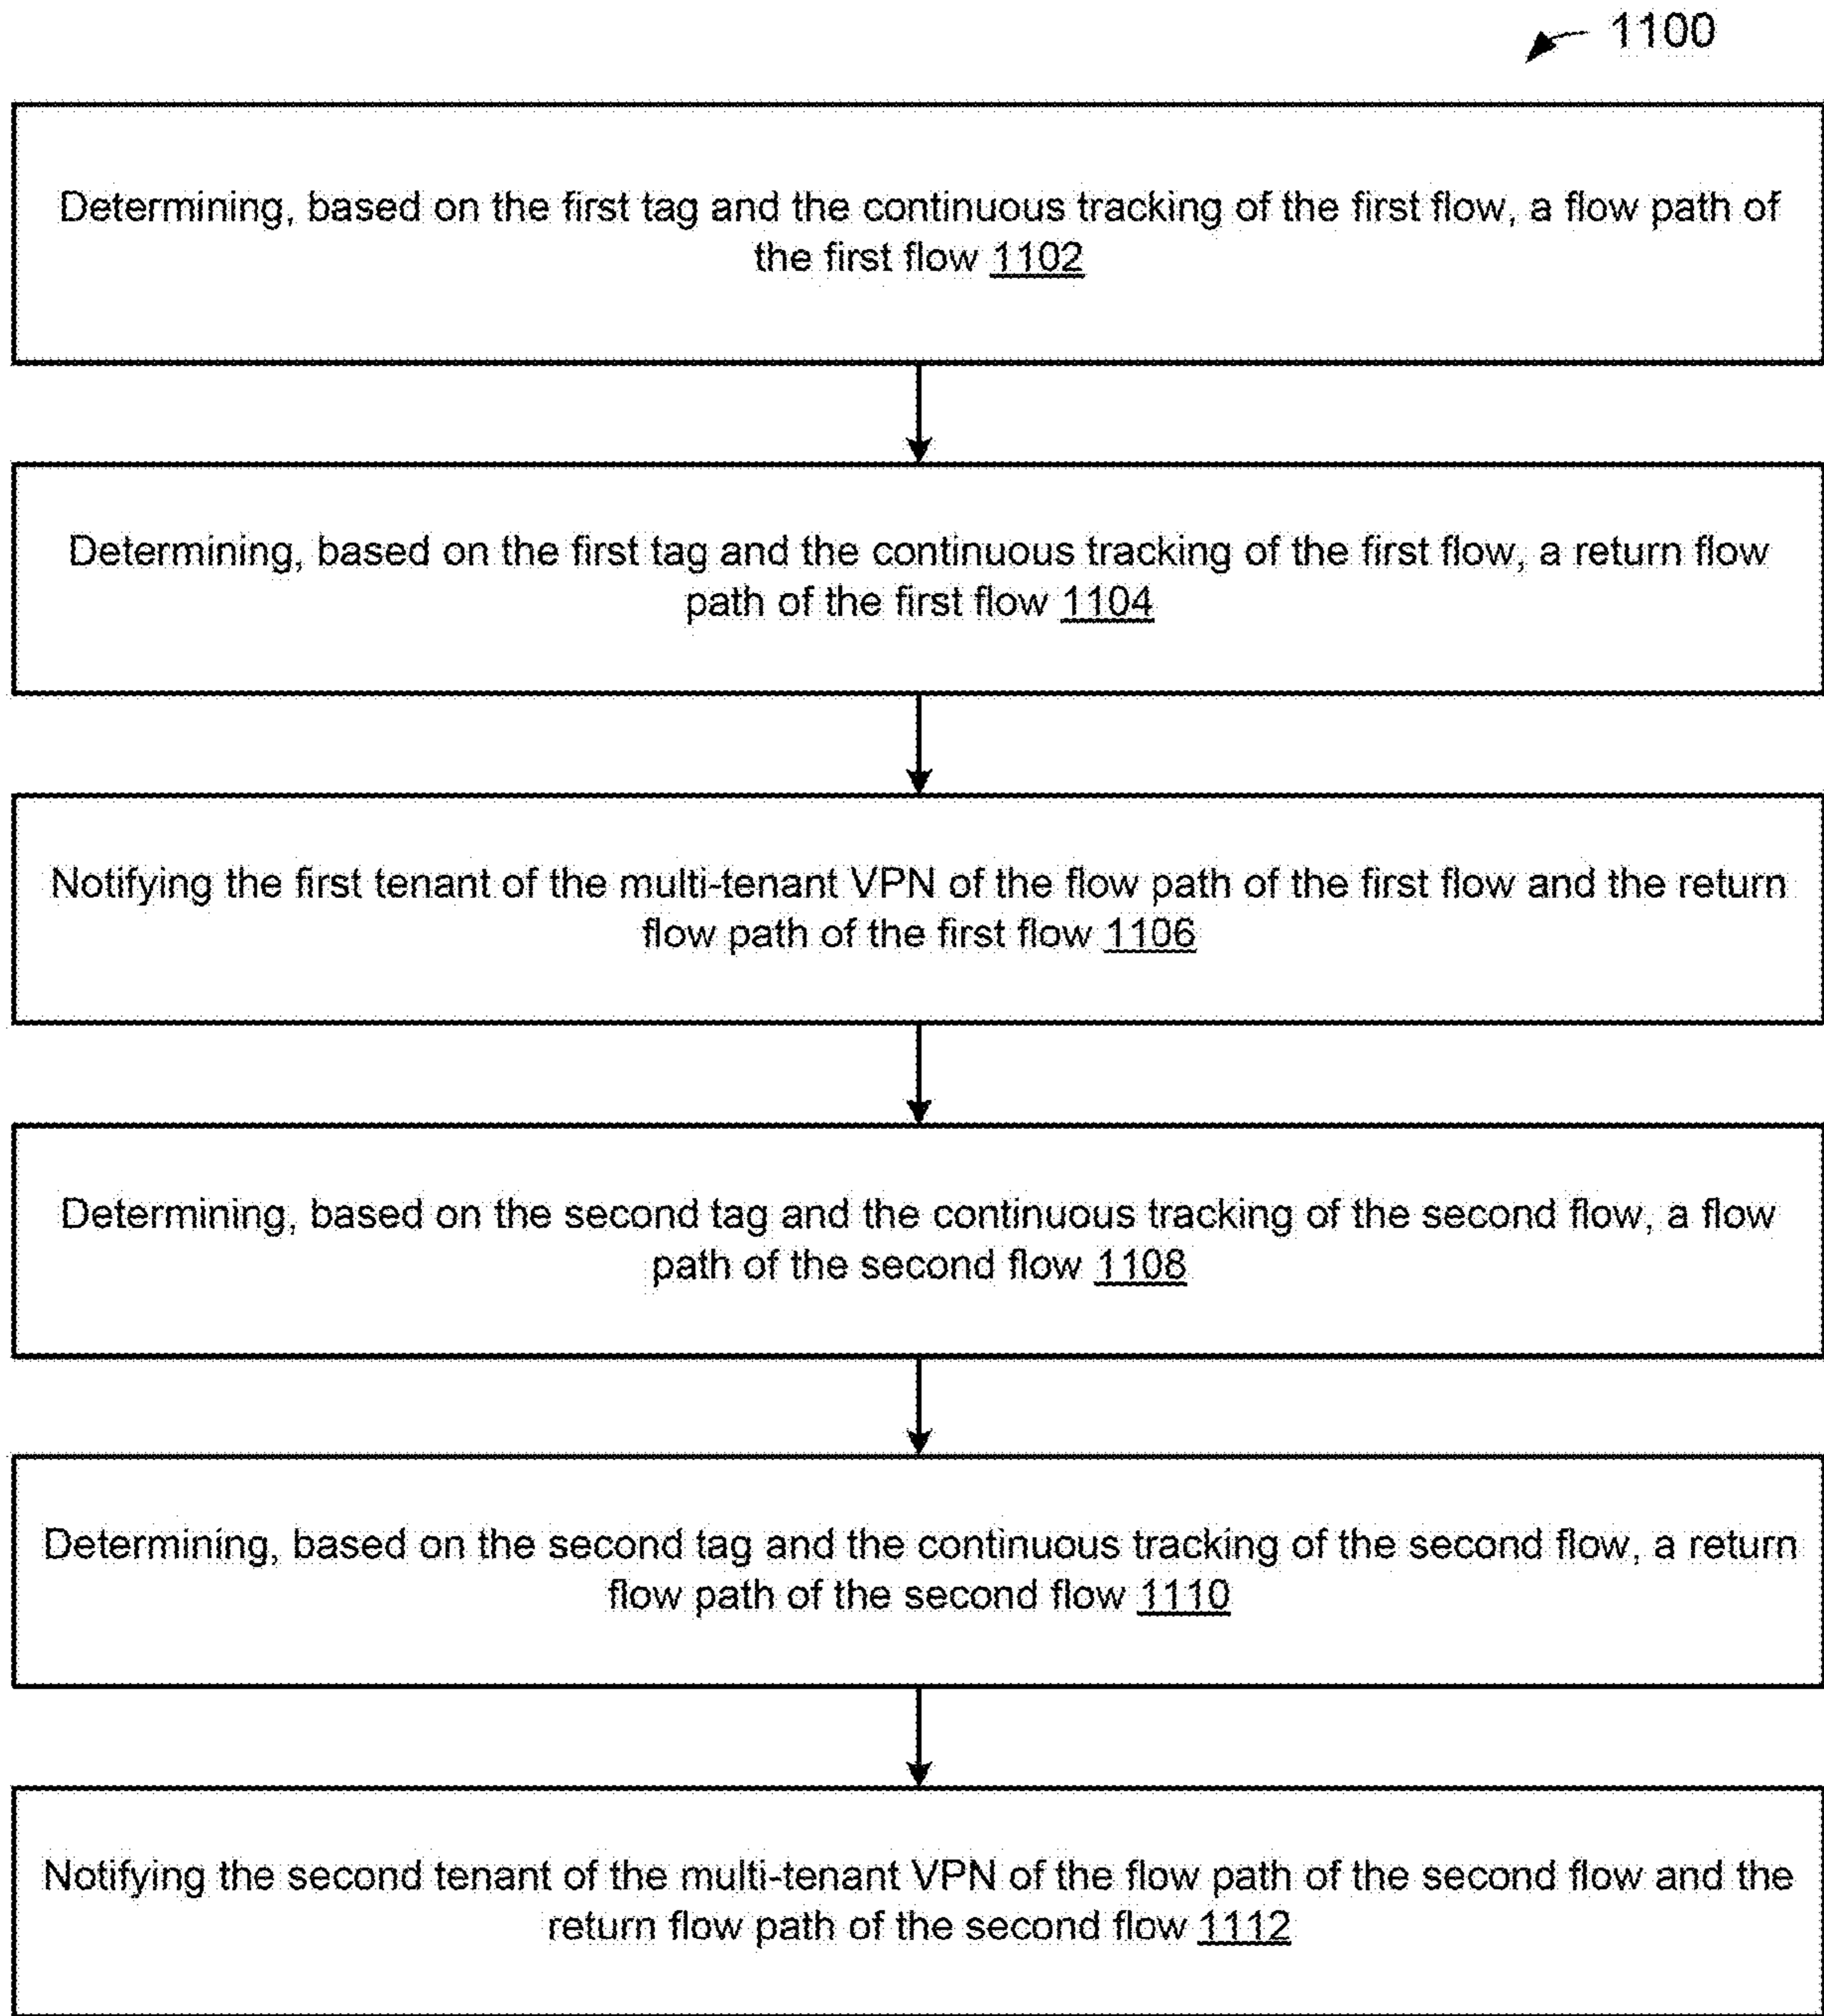 1100
Determining, based on the first tag and the continuous tracking of the first flow, a flow path of
the first flow 1102
Determining, based on the first tag and the continuous tracking of the first flow, a return flow
path of the first flow 1104
Notifying the first tenant of the multi-tenant VPN of the flow path of the first flow and the return
flow path of the first flow 1106
Determining, based on the second tag and the continuous tracking of the second flow, a flow
path of the second flow 1108
Determining, based on the second tag and the continuous tracking of the second flow, a return
flow path of the second flow 1110
Notifying the second tenant of the multi-tenant VPN of the flow path of the second flow and the
return flow path of the second flow 1112